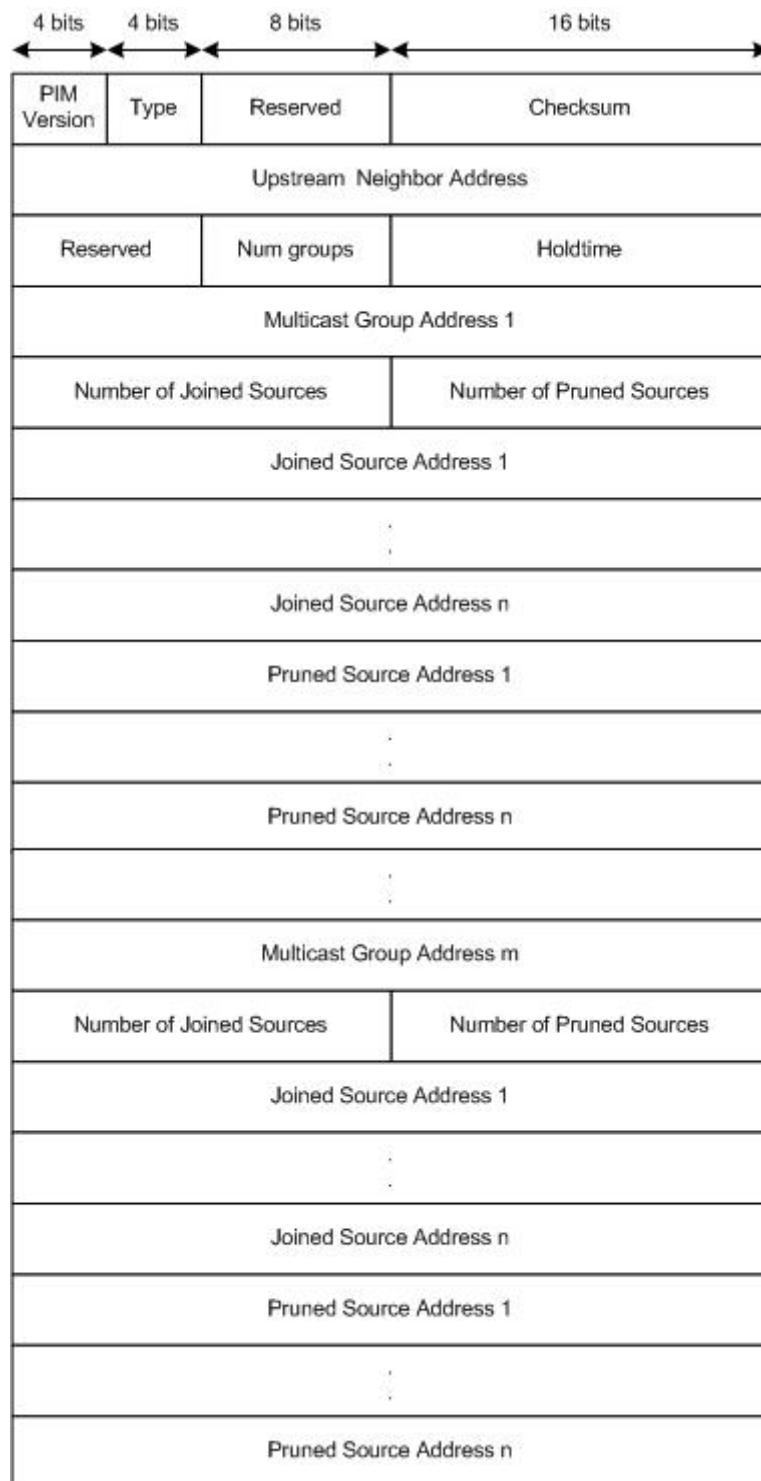 4 bits 4 bits 8 bits 16 bits
PIM
Version
Type
Reserved
Checksum
Upstream Neighbor Address
Reserved
Num groups
Holdtime
Multicast Group Address 1
Number of Joined Sources
Number of Pruned Sources
Joined Source Address 1
Joined Source Address n
Pruned Source Address 1
Pruned Source Address n
Multicast Group Address m
Number of Joined Sources
Number of Pruned Sources
Joined Source Address 1
Joined Source Address n
Pruned Source Address 1
Pruned Source Address n